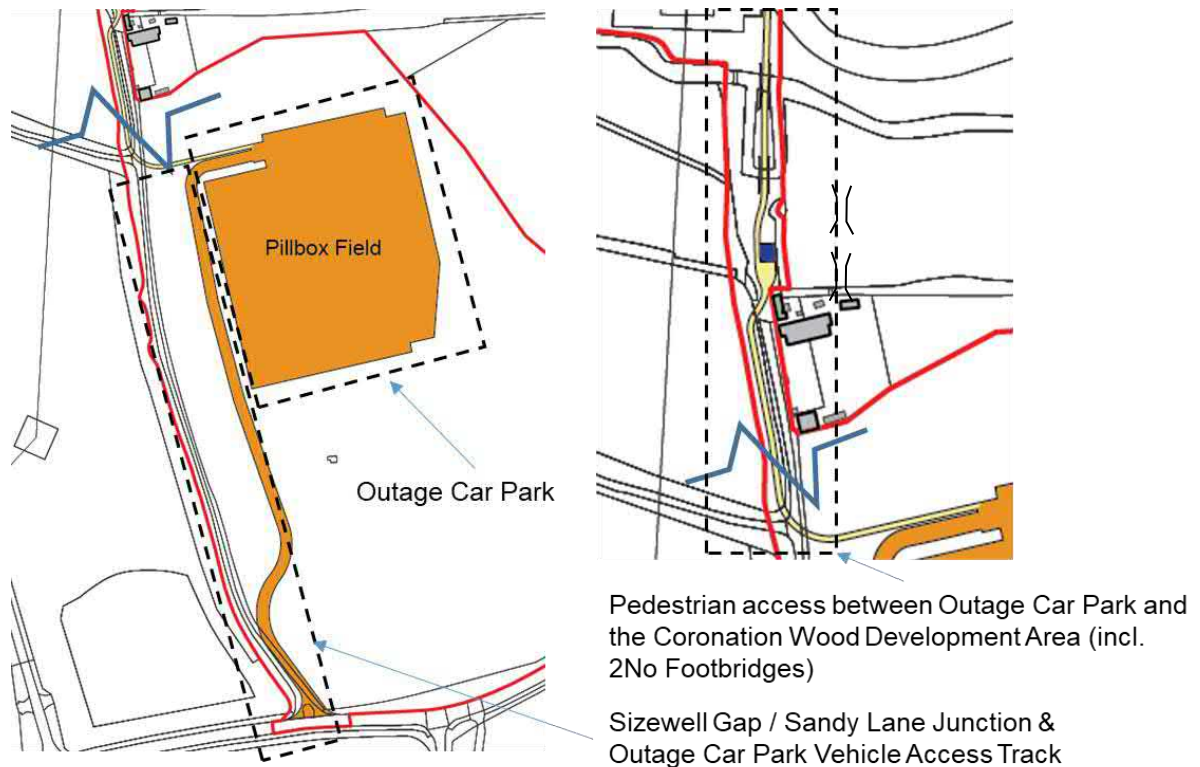 Pillbox Field
Outage Car Park
Pedestrian access between Outage Car Park and
the Coronation Wood Development Area (incl.
2No Footbridges)
Sizewell Gap / Sandy Lane Junction &
Outage Car Park Vehicle Access Track